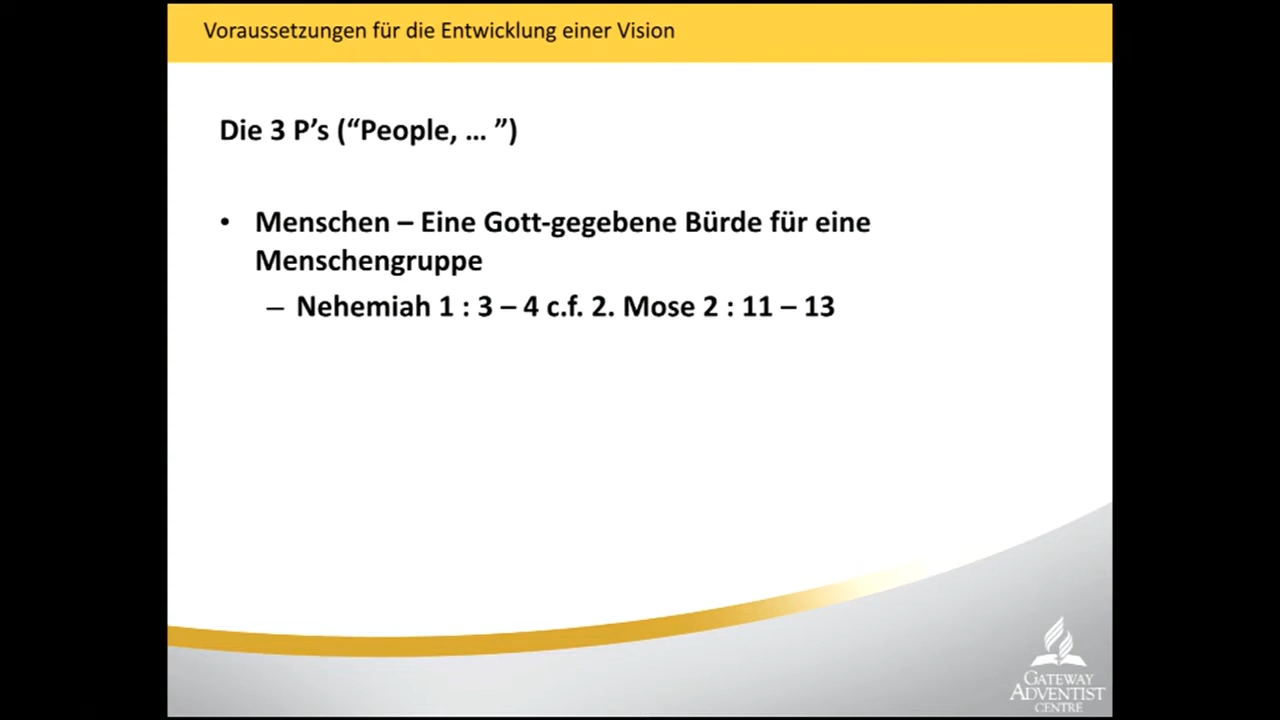 Voraussetzungen für die Entwicklung einer Vision
Die 3 P’s (“People, … ”)
• Menschen – Eine Gott-gegebene Bürde für eine
Menschengruppe
– Nehemiah 1 : 3 – 4 c.f. 2. Mose 2 : 11 – 13
GATEWAY
ADVENTIST
CENTRE